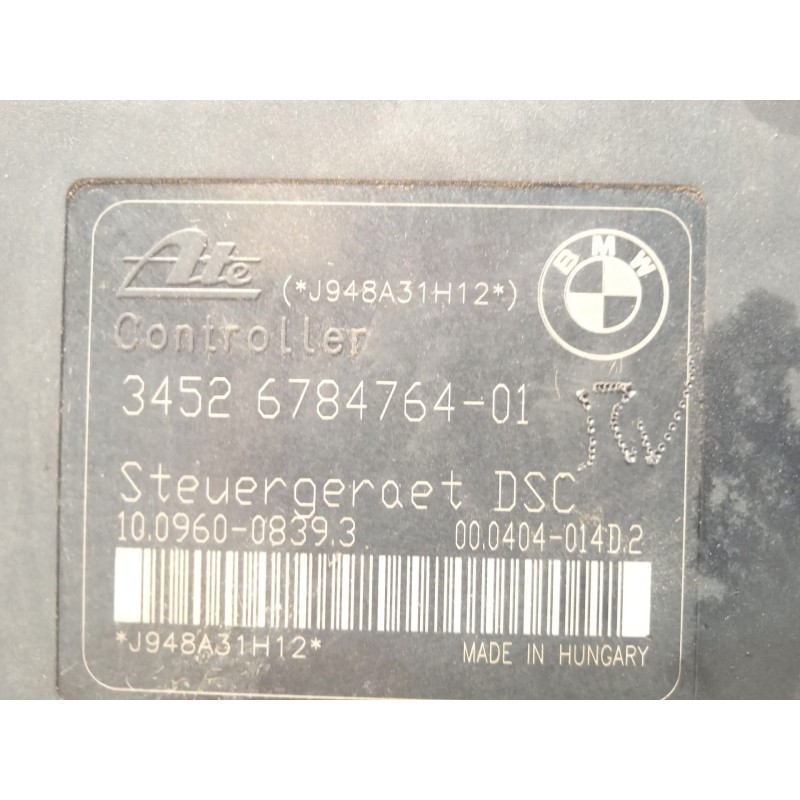 Ate
(*J948A31H12*)
BMW
Controller
3452 6784764-01
Steuergeraet DSC
10.0960-0839.3
00.0404-014D.2
*J948A31H12*
MADE IN HUNGARY